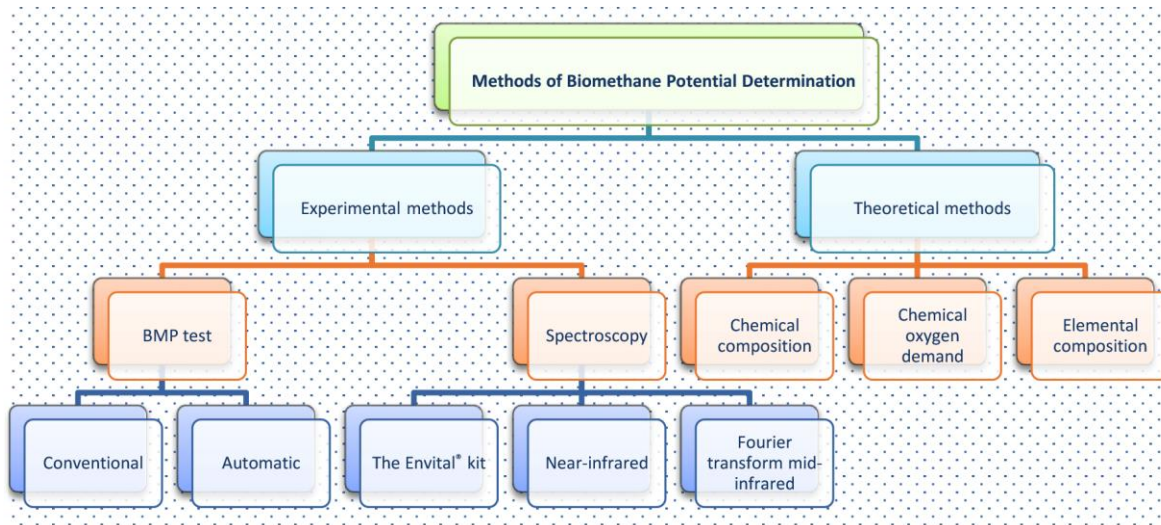 Methods of Biomethane Potential Determination
Experimental methods
Theoretical methods
BMP test
Spectroscopy
Chemical
composition
Chemical
oxygen
demand
Elemental
composition
Conventional
Automatic
The Envital® kit
Near-infrared
Fourier
transform mid-
infrared